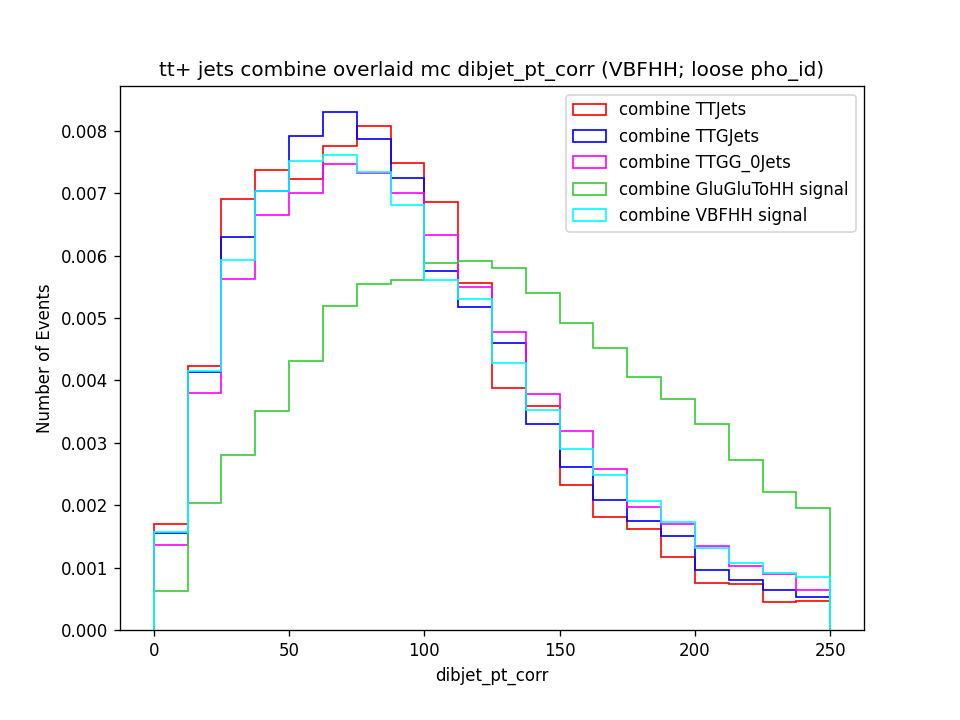 tt+ jets combine overlaid mc dibjet_pt_corr (VBFHH; loose pho_id)
combine TTJets
combine TTGJets
combine TTGG_0Jets
combine GluGluToHH signal
combine VBFHH signal
0.008
0.007
0.006
0.005
0.004
0.003
0.002
0.001
0.000
Number of Events
0
50
100
150
200
250
dibjet_pt_corr